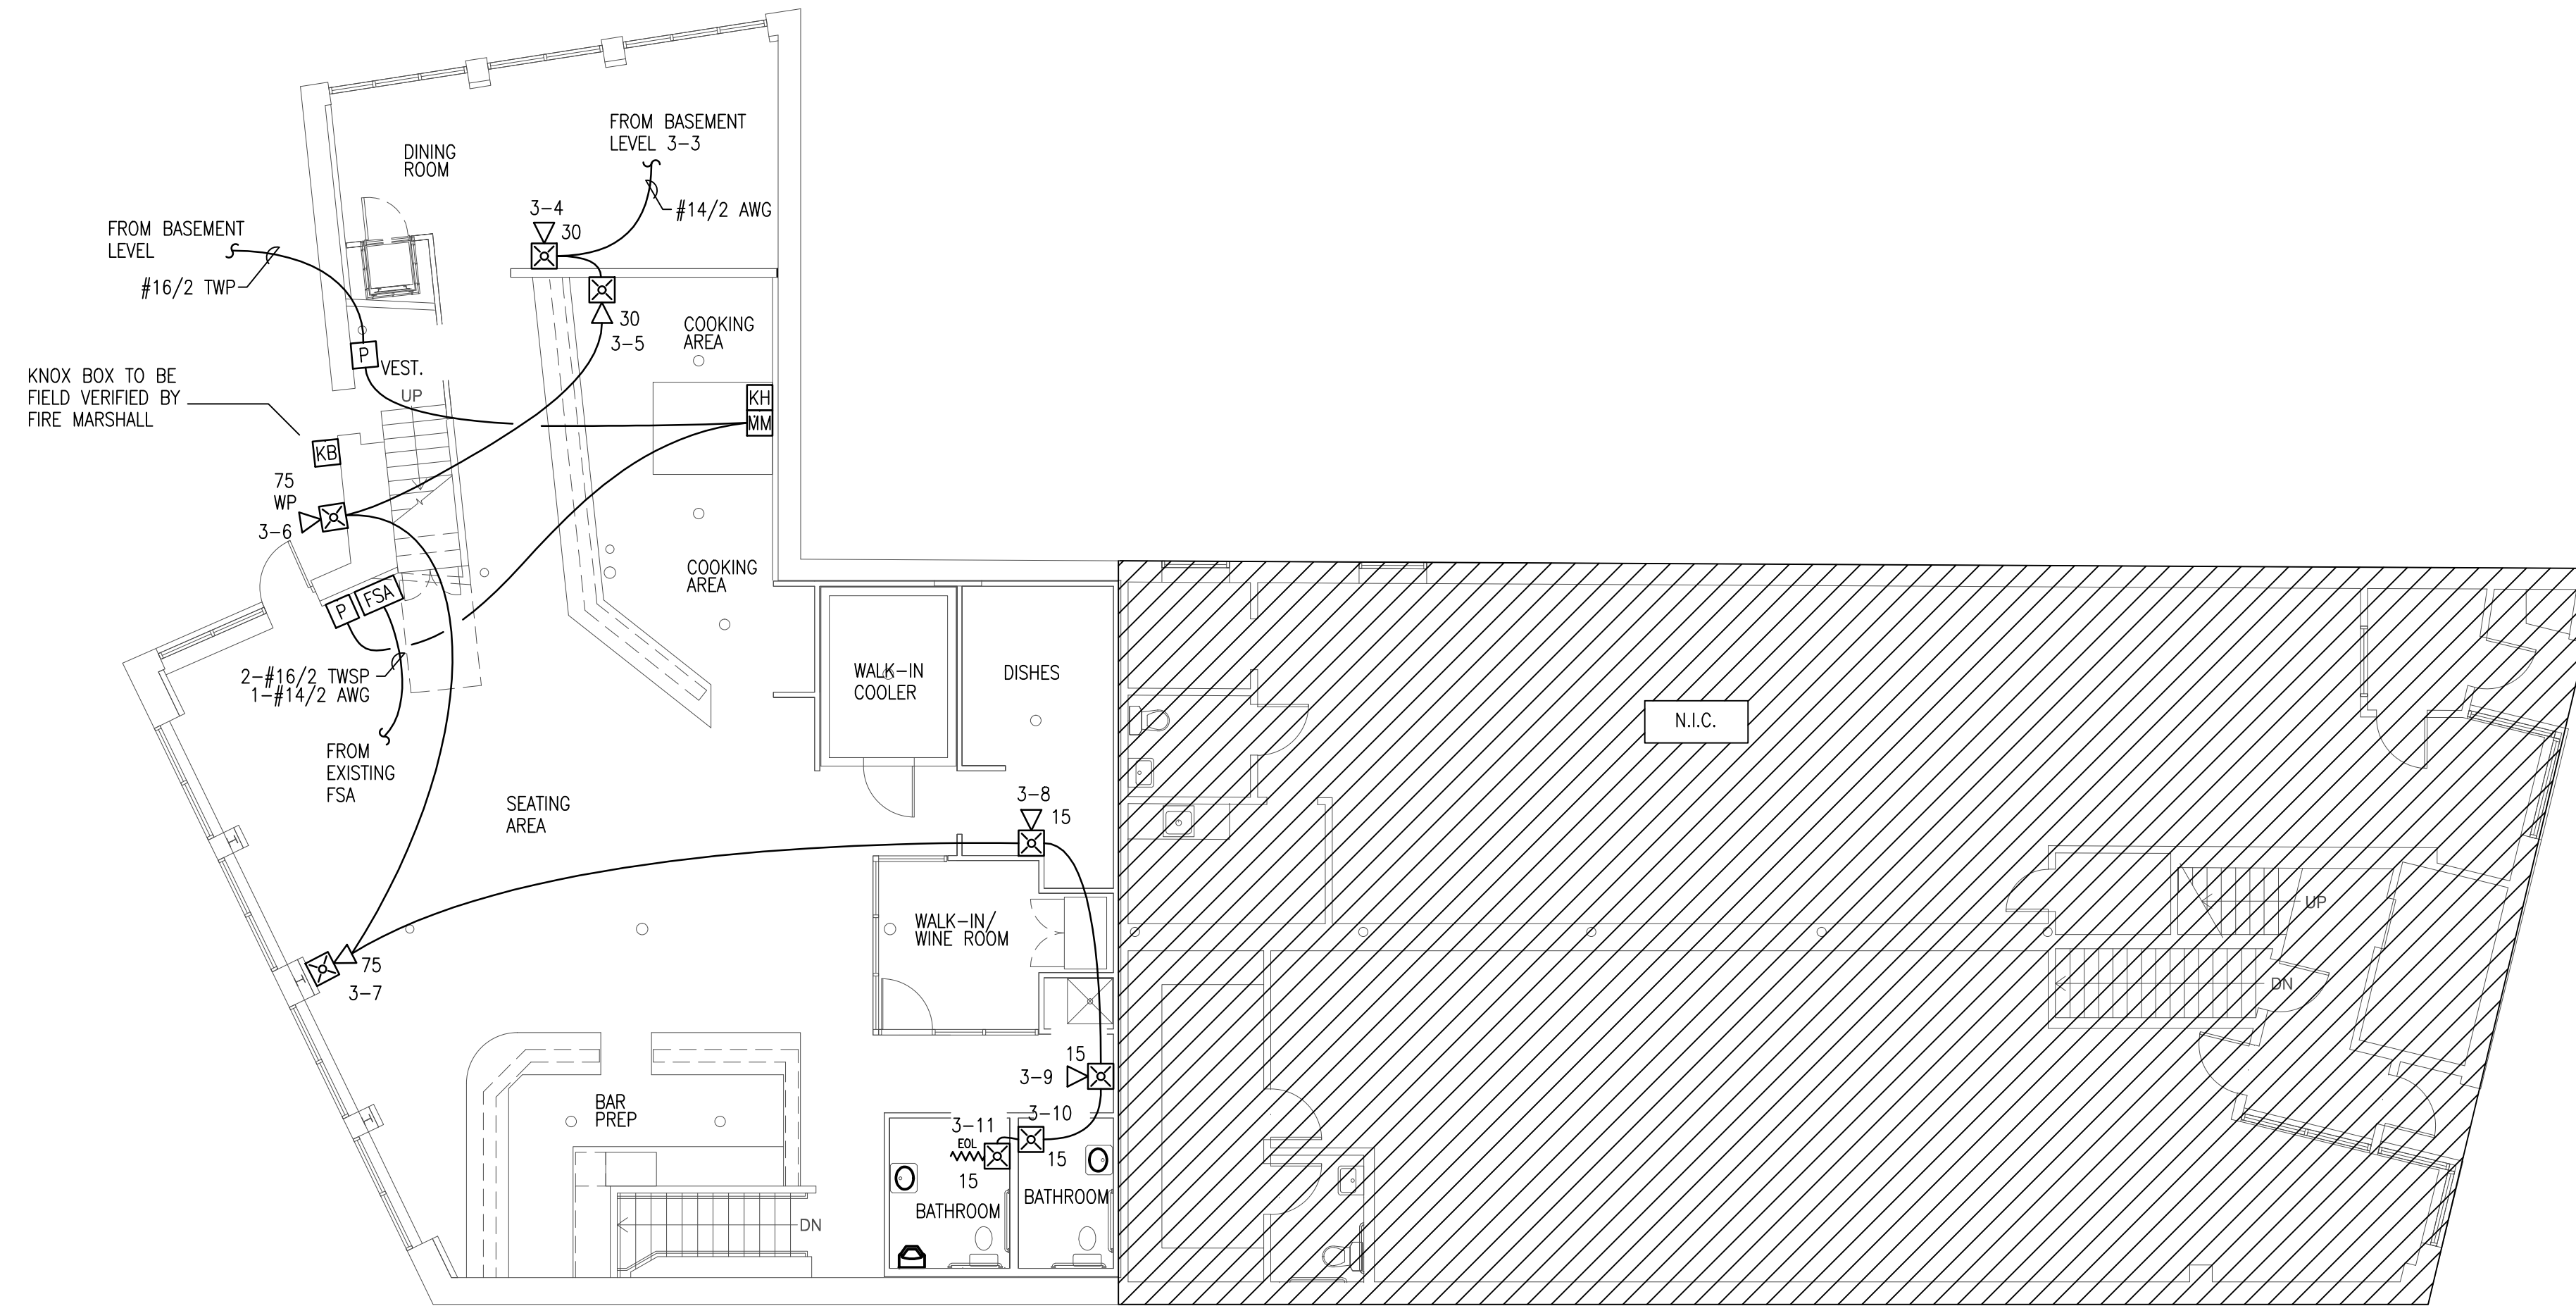 FROM BASEMENT
LEVEL 3-3
DINING
ROOM
#14/2 AWG
3-4
30
FROM BASEMENT
LEVEL
#16/2 TWP
30
3-5
COOKING
AREA
P
VEST.
UP
KNOX BOX TO BE
FIELD VERIFIED BY
FIRE MARSHALL
KH
MM
KB
75
WP
3-6
COOKING
AREA
P
FSA
2-#16/2 TWSP
1-#14/2 AWG
WALK-IN
COOLER
DISHES
N.I.C.
FROM
EXISTING
FSA
SEATING
AREA
3-8
15
UP
WALK-IN/
WINE ROOM
75
3-7
DN
15
3-9
BAR
PREP
3-10
15
3-11
EOL
15
BATHROOM
BATHROOM
DN